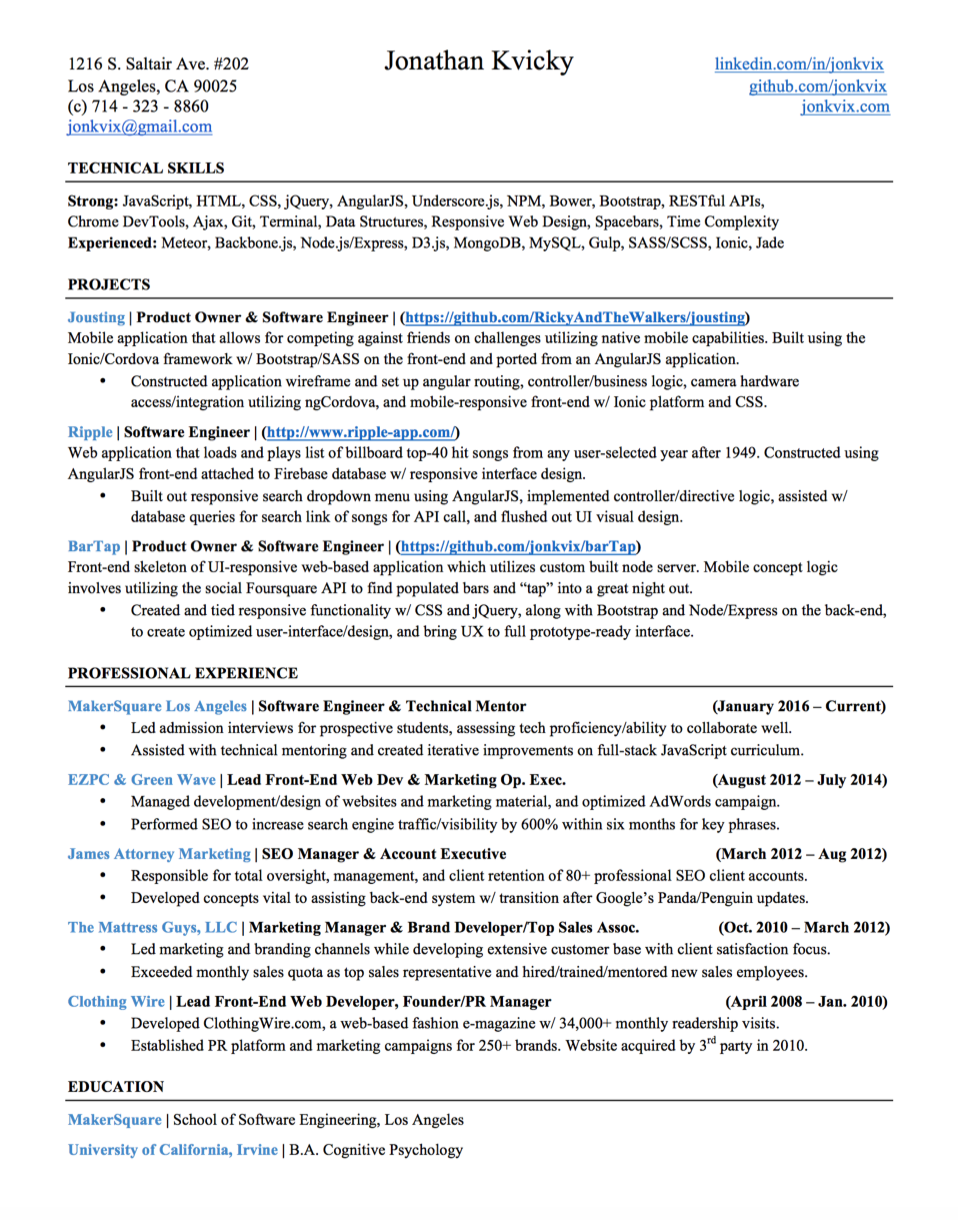 Jonathan Kvicky
1216 S. Saltair Ave. #202
Los Angeles, CA 90025
(c) 714 - 323 - 8860
jonkvix@gmail.com
linkedin.com/in/jonkvix
github.com/jonkvix
jonkvix.com
TECHNICAL SKILLS
Strong: JavaScript, HTML, CSS, jQuery, AngularJS, Underscore.js, NPM, Bower, Bootstrap, RESTful APIs,
Chrome DevTools, Ajax, Git, Terminal, Data Structures, Responsive Web Design, Spacebars, Time Complexity
Experienced: Meteor, Backbone.js, Node.js/Express, D3.js, MongoDB, MySQL, Gulp, SASS/SCSS, Ionic, Jade
PROJECTS
Jousting | Product Owner & Software Engineer | (https://github.com/RickyAndTheWalkers/jousting)
Mobile application that allows for competing against friends on challenges utilizing native mobile capabilities. Built using the
Ionic/Cordova framework w/ Bootstrap/SASS on the front-end and ported from an AngularJS application.
• Constructed application wireframe and set up angular routing, controller/business logic, camera hardware
access/integration utilizing ngCordova, and mobile-responsive front-end w/ Ionic platform and CSS.
Ripple | Software Engineer | (http://www.ripple-app.com/)
Web application that loads and plays list of billboard top-40 hit songs from any user-selected year after 1949. Constructed using
AngularJS front-end attached to Firebase database w/ responsive interface design.
• Built out responsive search dropdown menu using AngularJS, implemented controller/directive logic, assisted w/
database queries for search link of songs for API call, and flushed out UI visual design.
BarTap | Product Owner & Software Engineer | (https://github.com/jonkvix/barTap)
Front-end skeleton of UI-responsive web-based application which utilizes custom built node server. Mobile concept logic
involves utilizing the social Foursquare API to find populated bars and “tap” into a great night out.
• Created and tied responsive functionality w/ CSS and jQuery, along with Bootstrap and Node/Express on the back-end,
to create optimized user-interface/design, and bring UX to full prototype-ready interface.
PROFESSIONAL EXPERIENCE
MakerSquare Los Angeles | Software Engineer & Technical Mentor (January 2016 – Current)
• Led admission interviews for prospective students, assessing tech proficiency/ability to collaborate well.
• Assisted with technical mentoring and created iterative improvements on full-stack JavaScript curriculum.
EZPC & Green Wave | Lead Front-End Web Dev & Marketing Op. Exec. (August 2012 – July 2014)
• Managed development/design of websites and marketing material, and optimized AdWords campaign.
• Performed SEO to increase search engine traffic/visibility by 600% within six months for key phrases.
James Attorney Marketing | SEO Manager & Account Executive (March 2012 – Aug 2012)
• Responsible for total oversight, management, and client retention of 80+ professional SEO client accounts.
• Developed concepts vital to assisting back-end system w/ transition after Google’s Panda/Penguin updates.
The Mattress Guys, LLC | Marketing Manager & Brand Developer/Top Sales Assoc. (Oct. 2010 – March 2012)
• Led marketing and branding channels while developing extensive customer base with client satisfaction focus.
• Exceeded monthly sales quota as top sales representative and hired/trained/mentored new sales employees.
Clothing Wire | Lead Front-End Web Developer, Founder/PR Manager (April 2008 – Jan. 2010)
• Developed ClothingWire.com, a web-based fashion e-magazine w/ 34,000+ monthly readership visits.
• Established PR platform and marketing campaigns for 250+ brands. Website acquired by 3rd party in 2010.
EDUCATION
MakerSquare | School of Software Engineering, Los Angeles
University of California, Irvine | B.A. Cognitive Psychology